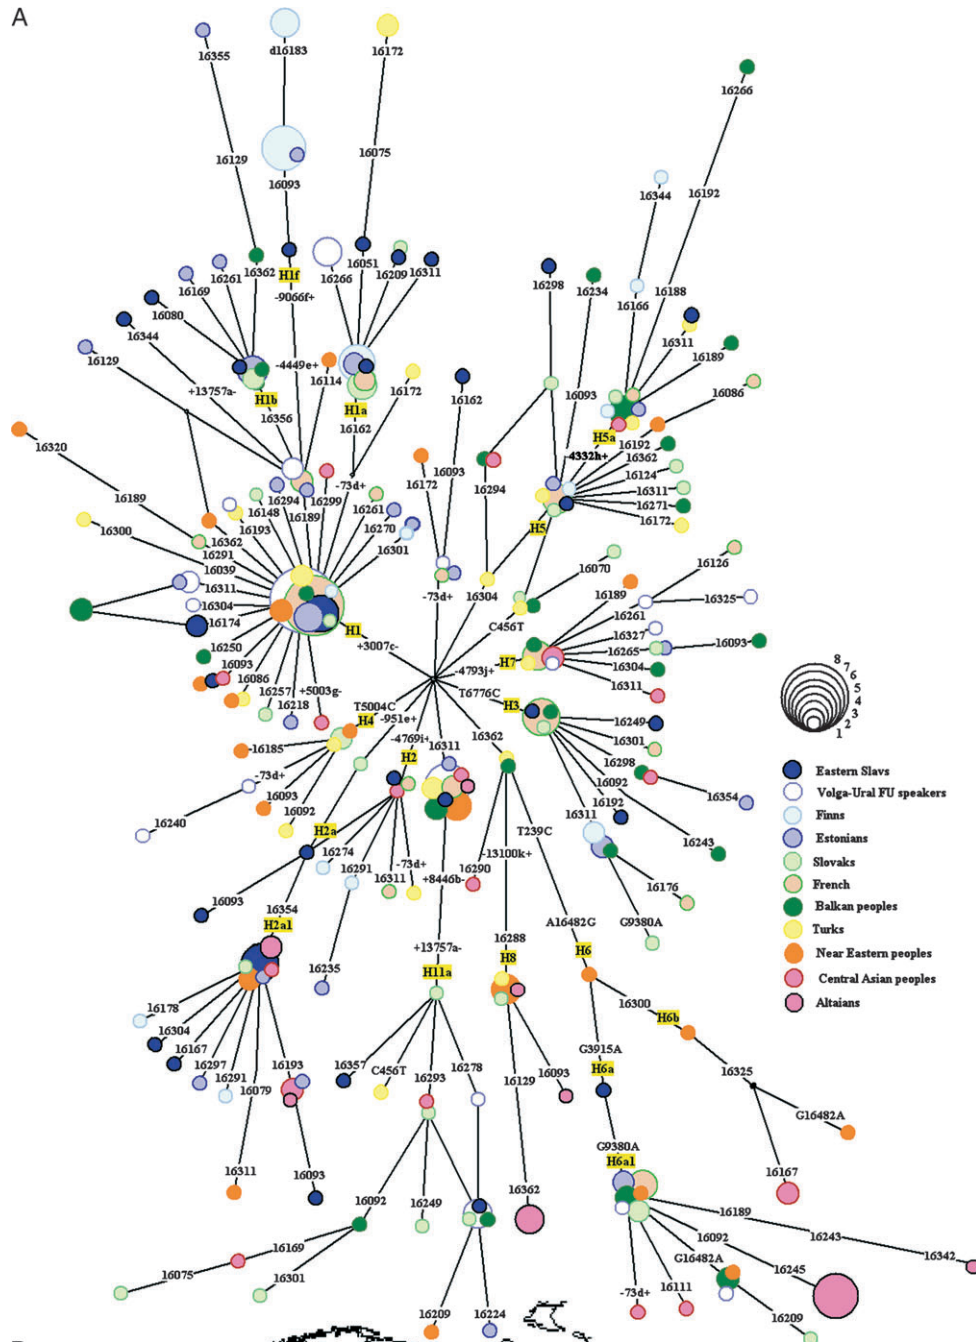 A
d16183
16172
16355
16266
16129
16093
16075
16192
16344
16362
H1f
-9066f+
16266
16051
16209
16311
16298
16234
16166
16188
16311
16189
16261
16169
16080
16344
16129
+13757a-
H1b
16356
-4449e+
16114
H1a
16162
16172
16162
16093
16086
H5a
16192
-4332h+
16362
16124
16311
16271
16172
16320
16189
16300
16294
16148
16193
16189
16299
-73d+
16261
16270
16301
16172
16093
16294
H5
16362
16291
16039
16311
16304
16174
16250
16093
16086
16257
16218
+5003g-
H1
+3007c-
-73d+
16304
C456T
16070
16189
16126
16261
16325
16327
16265
16093
16304
16311
H7
-4793j+
T6776C
H3
16249
16301
16298
16092
16354
16192
16311
16243
16176
G9380A
T5004C
H4
-951e+
-4769i+
H2
16311
16362
-16185
-73d+
16093
16092
16240
H2a
16274
16291
16311
-73d+
16235
+8446b-
16290
-13100k+
T239C
A16482G
H6
16093
16354
H2a1
+13757a-
H11a
16288
H8
16300
H6b
G3915A
H6a
16325
G16482A
16167
16178
16304
16167
16297
16291
16079
16193
16311
16093
16357
C456T
16293
16278
16129
16093
16362
G9380A
H6a1
16189
16243
16342
16092
G16482A
16245
16209
-73d+
16111
16092
16249
16169
16075
16301
16209
16224
8
7
6
5
4
3
2
1
Eastern Slavs
Volga-Ural FU speakers
Finns
Estonians
Slovaks
French
Balkan peoples
Turks
Near Eastern peoples
Central Asian peoples
Altaians